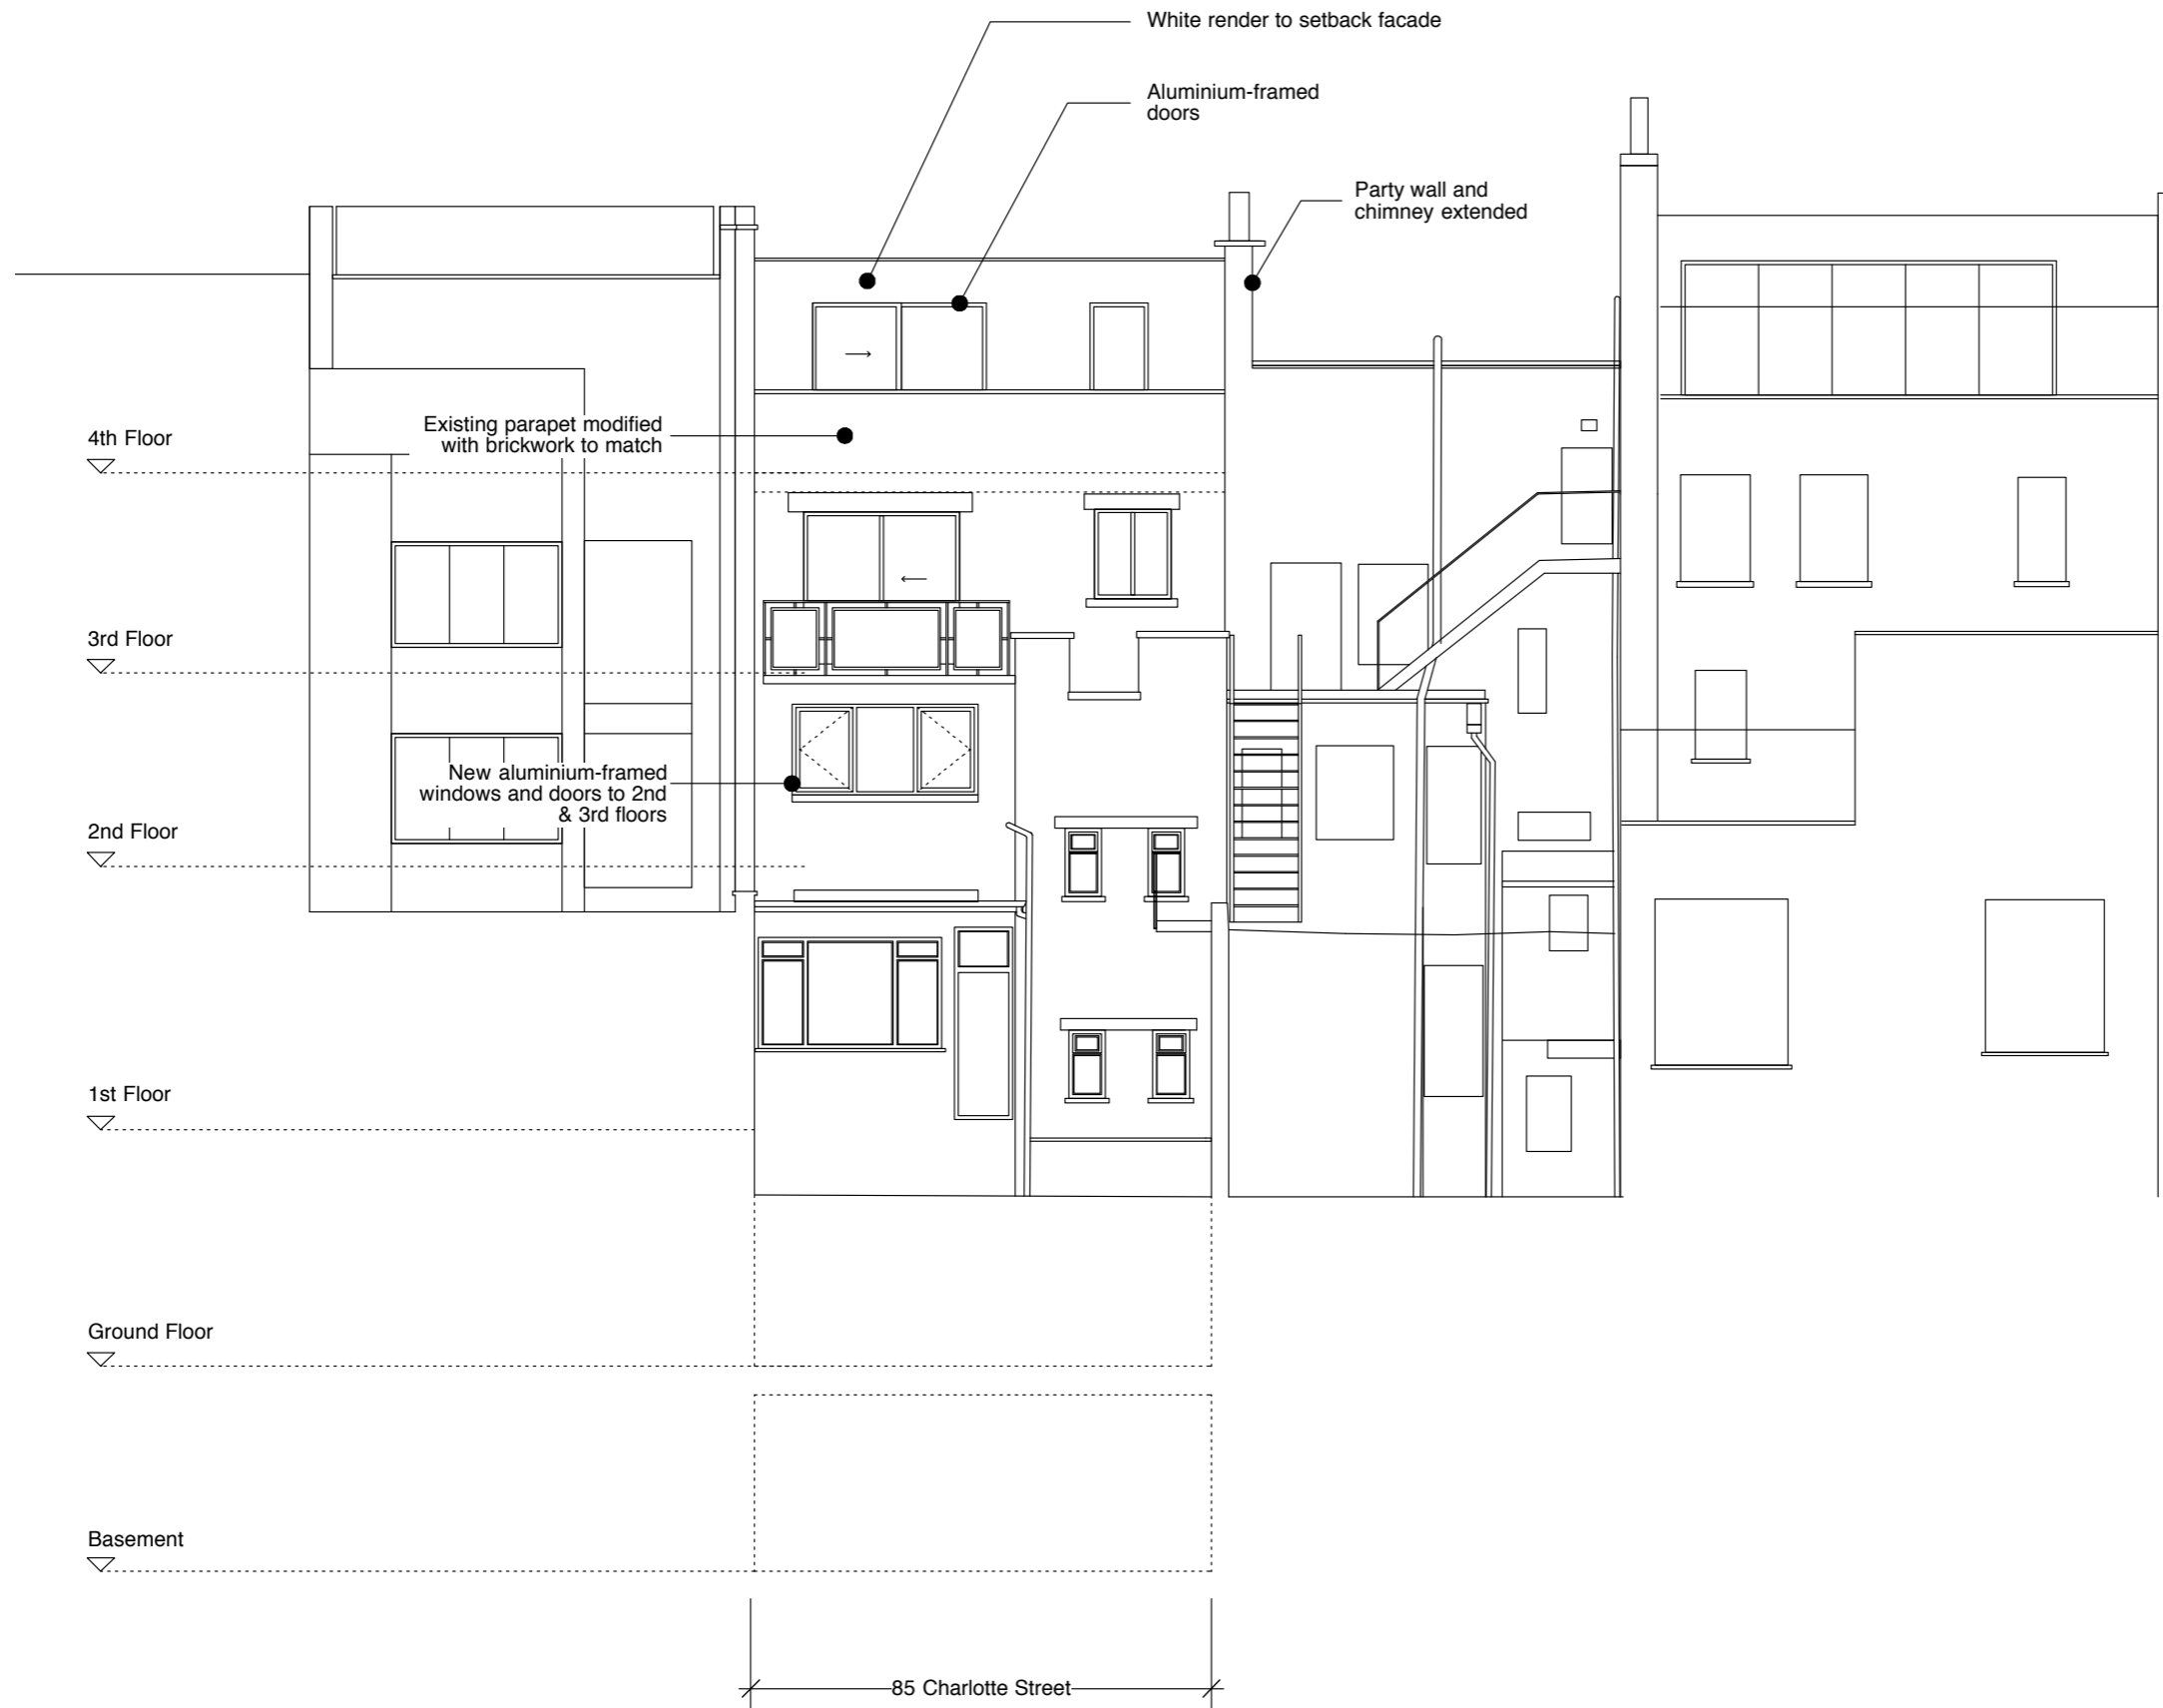 White render to setback facade
Aluminium-framed
doors
Party wall and
chimney extended
4th Floor
Existing parapet modified
with brickwork to match
3rd Floor
New aluminium-framed
windows and doors to 2nd
& 3rd floors
2nd Floor
1st Floor
Ground Floor
Basement
85 Charlotte Street